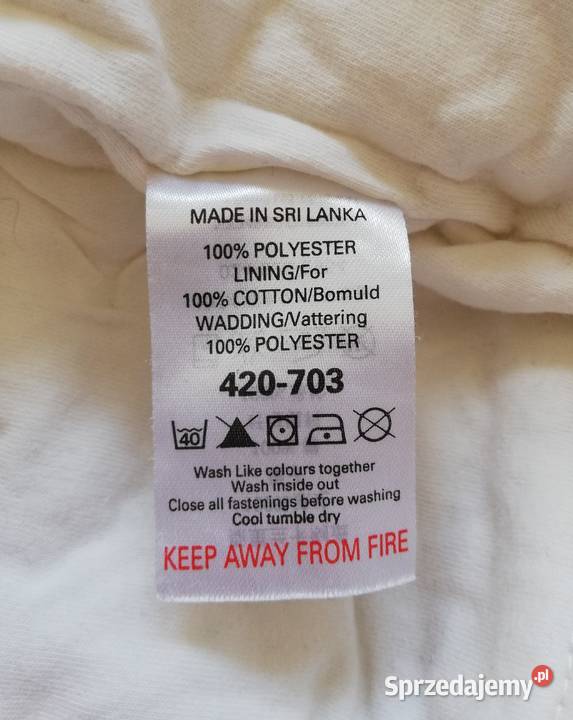 MADE IN SRI LANKA
100% POLYESTER
LINING/For
100% COTTON/Bomuld
WADDING/Vattering
100% POLYESTER
420-703
40
Wash Like colours together
Wash inside out
Close all fastenings before washing
Cool tumble dry
KEEP AWAY FROM FIRE
Sprzedajemy.pl